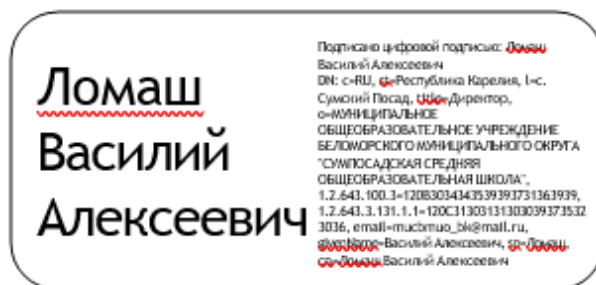 Ломаш
Василий
Алексеевич
Подписано цифровой подписью: Ломаш
Василий Алексеевич
DN: c=RU, st=Республика Карелия, l=с.
Сумский Посад, title=Директор,
o=МУНИЦИПАЛЬНОЕ
ОБЩЕОБРАЗОВАТЕЛЬНОЕ УЧРЕЖДЕНИЕ
БЕЛОМОРСКОГО МУНИЦИПАЛЬНОГО ОКРУГА
"СУМПОСАДСКАЯ СРЕДНЯЯ
ОБЩЕОБРАЗОВАТЕЛЬНАЯ ШКОЛА",
1.2.643.100.3=120B3034343539393731363939,
1.2.643.3.131.1.1=120C31303131303039373532
3036, email=mucbmuo_bk@mail.ru,
givenName=Василий Алексеевич, sn=Ломаш,
cn=Ломаш Василий Алексеевич